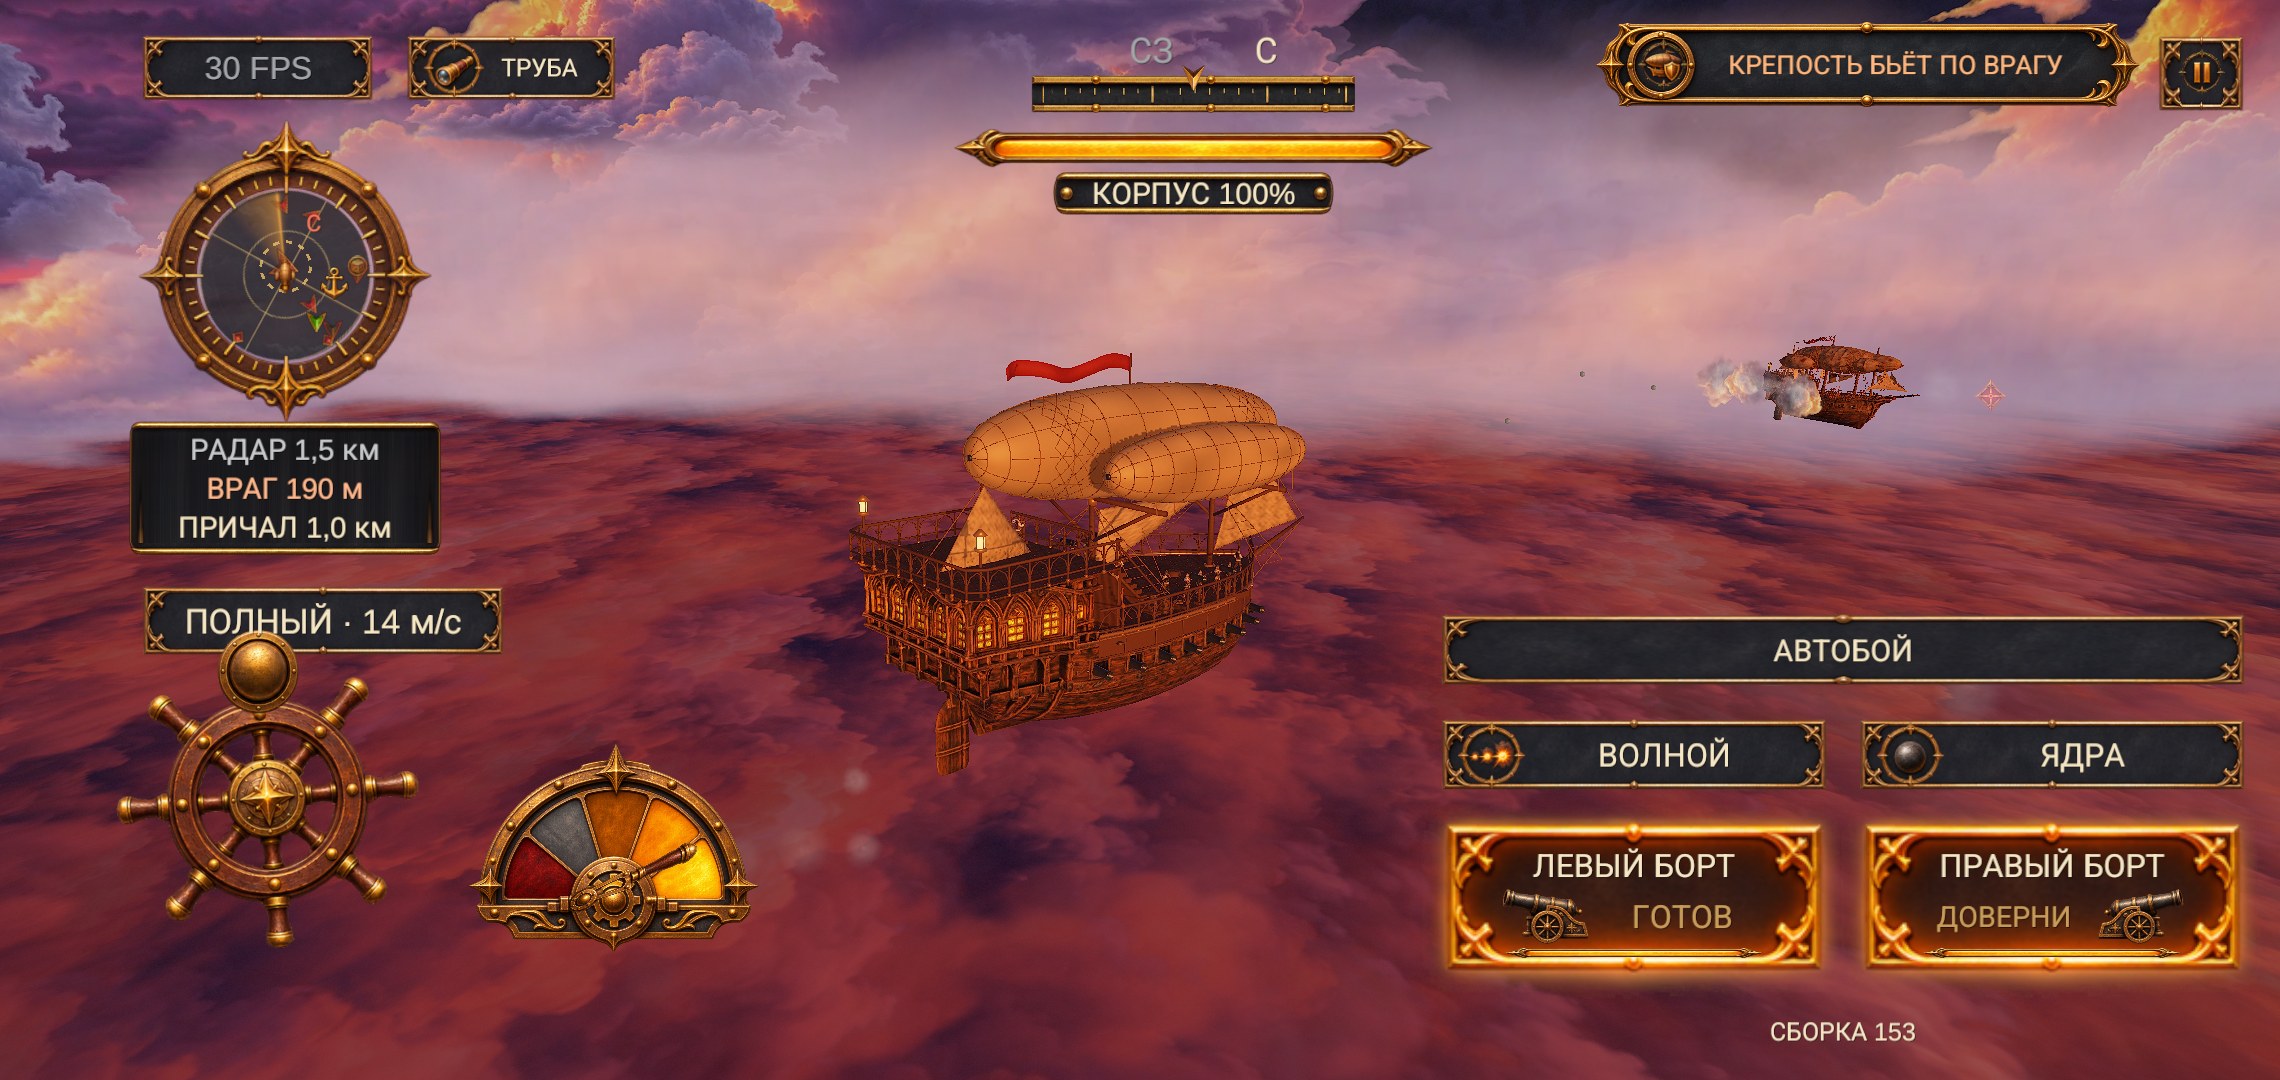 30 FPS
ТРУБА
СЗ
С
КРЕПОСТЬ БЬЁТ ПО ВРАГУ
КОРПУС 100%
С
РАДАР 1,5 км
ВРАГ 190 м
ПРИЧАЛ 1,0 км
ПОЛНЫЙ · 14 м/с
АВТОБОЙ
ВОЛНОЙ
ЯДРА
ЛЕВЫЙ БОРТ
ГОТОВ
ПРАВЫЙ БОРТ
ДОВЕРНИ
СБОРКА 153